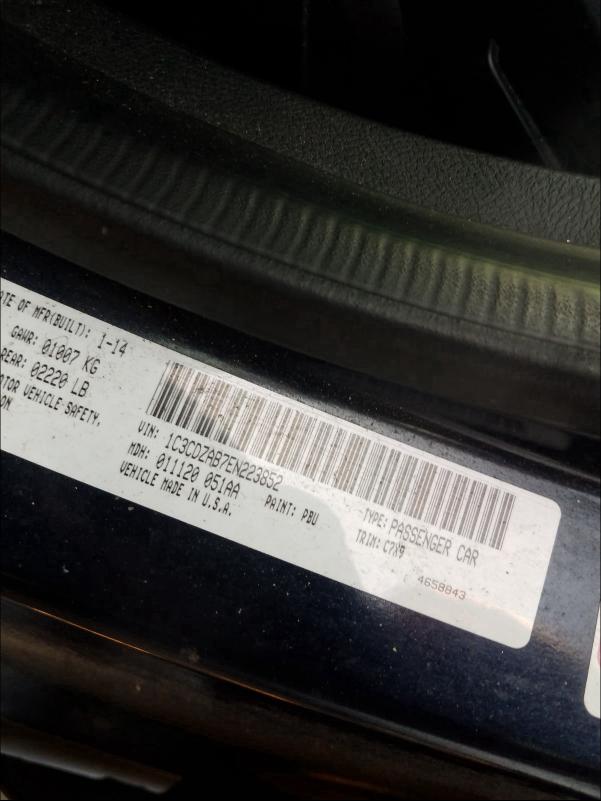 ATE OF MFR(BUILT): 1-14
GAWR: 01007 KG
REAR: 02220 LB
TOR VEHICLE SAFETY,
ON
VIN: 1C3CDZAB7EN223852
MDH: 011120 051AA
VEHICLE MADE IN U.S.A.
PAINT: PBU
TYPE: PASSENGER CAR
TRIM: C7X9
4658843